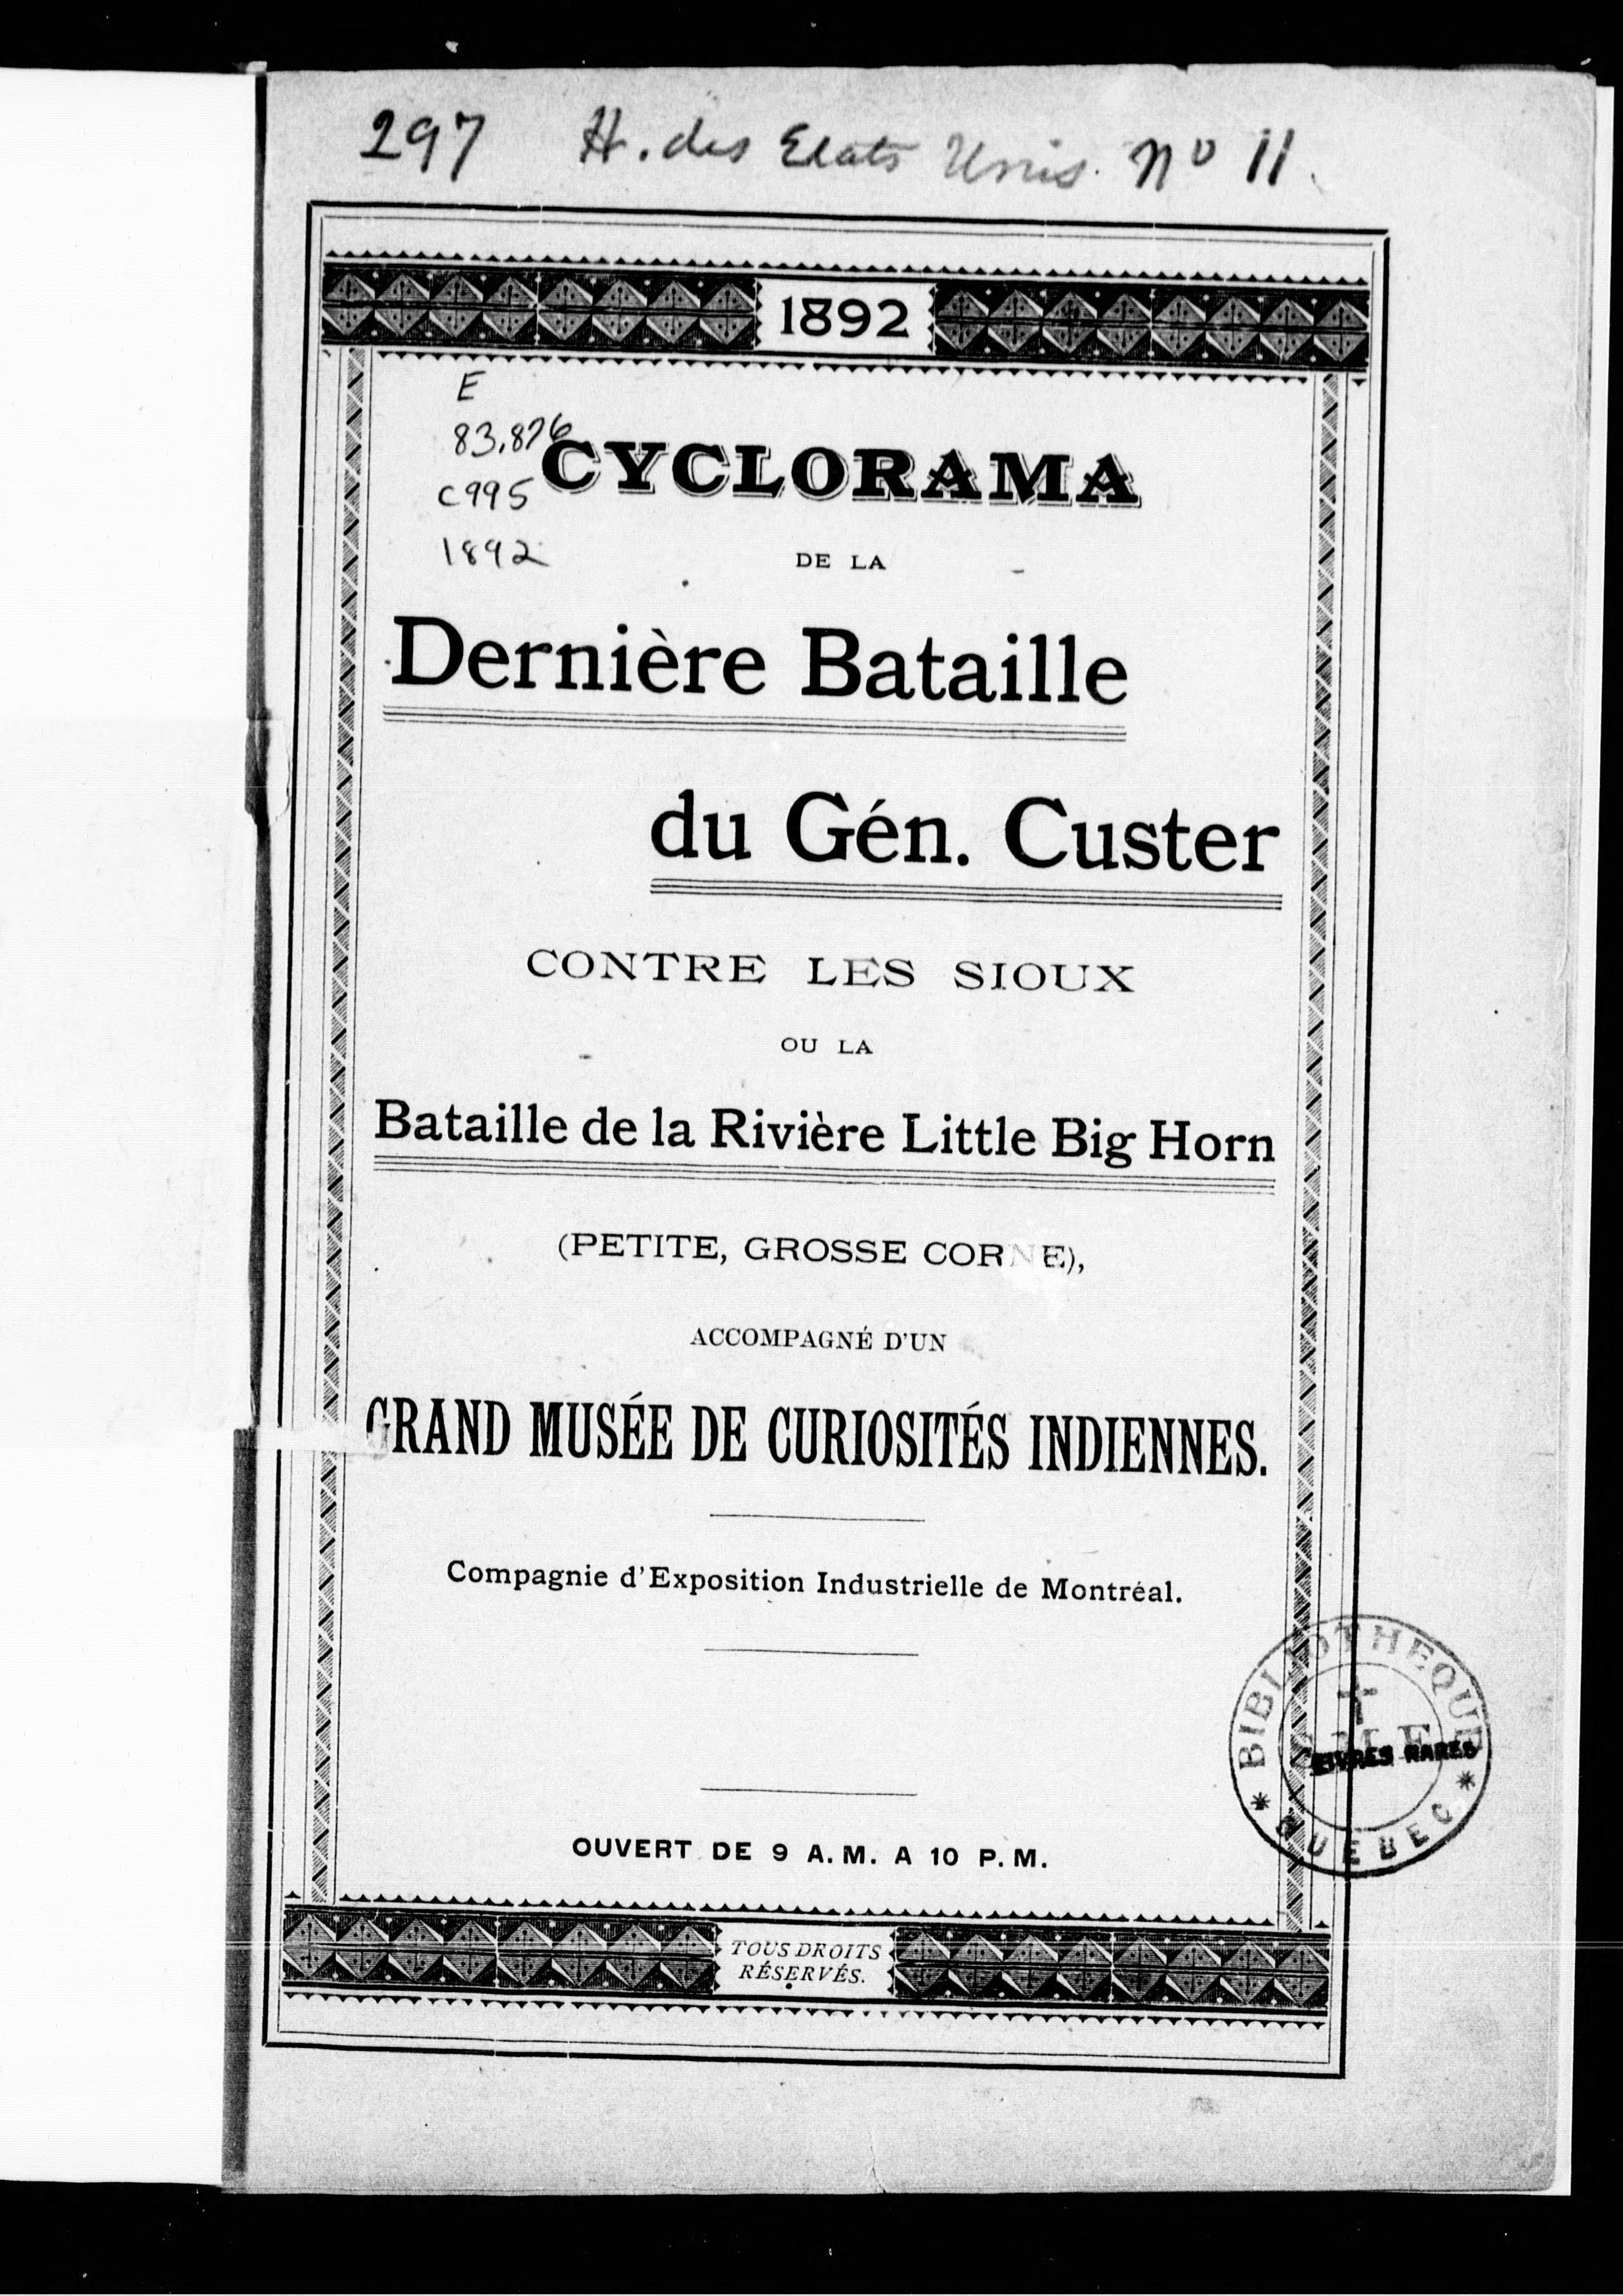 297 H. des Etats Unis. No 11.
1892
E
83.876
C995
1892
CYCLORAMA
DE LA
Dernière Bataille
du Gén. Custer
CONTRE LES SIOUX
OU LA
Bataille de la Rivière Little Big Horn
(PETITE, GROSSE CORNE),
ACCOMPAGNÉ D'UN
GRAND MUSÉE DE CURIOSITÉS INDIENNES.
Compagnie d'Exposition Industrielle de Montréal.
BIBLIOTHEQUE
LIVRES RARES
* QUEBEC *
OUVERT DE 9 A.M. A 10 P.M.
TOUS DROITS
RÉSERVÉS.